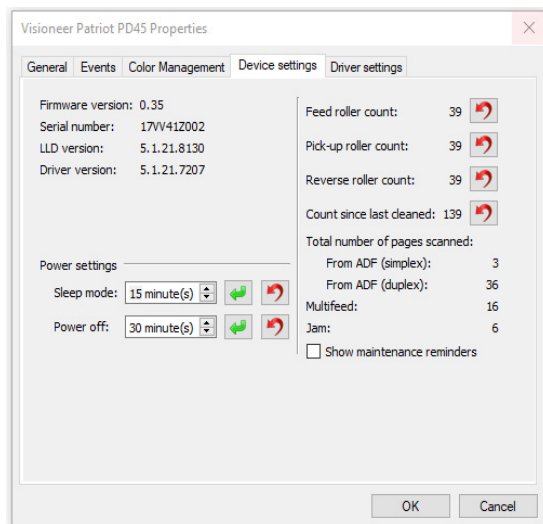 Visioneer Patriot PD45 Properties
General Events Color Management Device settings Driver settings
Firmware version: 0.35
Serial number: 17VV41Z002
LLD version: 5.1.21.8130
Driver version: 5.1.21.7207
Power settings
Sleep mode: 15 minute(s)
Power off: 30 minute(s)
Feed roller count: 39
Pick-up roller count: 39
Reverse roller count: 39
Count since last cleaned: 139
Total number of pages scanned:
From ADF (simplex): 3
From ADF (duplex): 36
Multifeed: 16
Jam: 6
Show maintenance reminders
OK Cancel